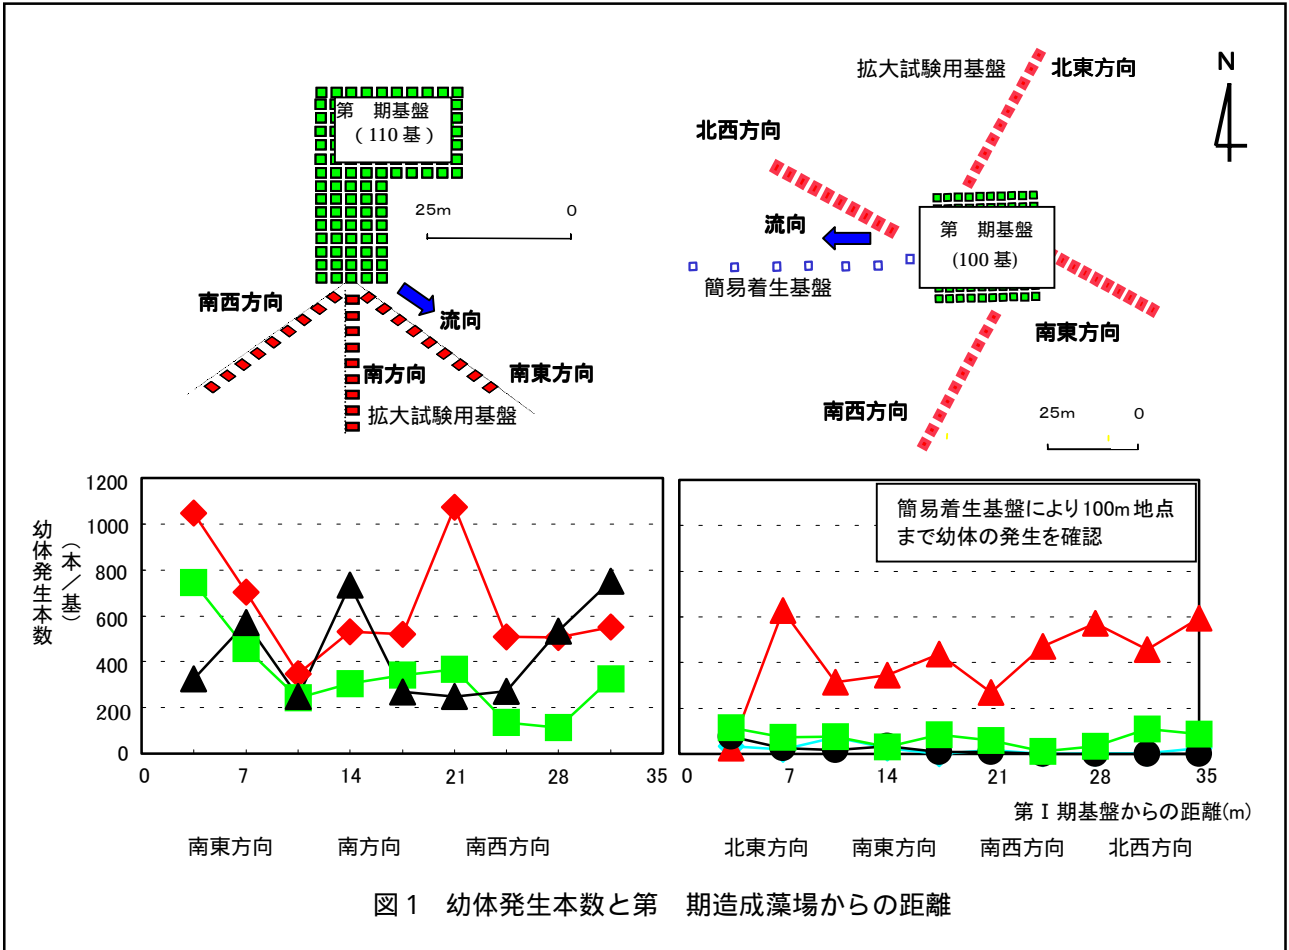 第　期基盤
（ 110 基 ）
25m 0
南西方向
流向
南方向
南東方向
拡大試験用基盤
拡大試験用基盤
北東方向
N
北西方向
流向
第　期基盤
(100 基)
簡易着生基盤
南東方向
南西方向
25m 0
幼体発生本数
（本／基）
1200
1000
800
600
400
200
0
0 7 14 21 28 35
南東方向 南方向 南西方向
簡易着生基盤により100m地点
まで幼体の発生を確認
0 7 14 21 28 35
第Ⅰ期基盤からの距離(m)
北東方向 南東方向 南西方向 北西方向
図1　幼体発生本数と第　期造成藻場からの距離